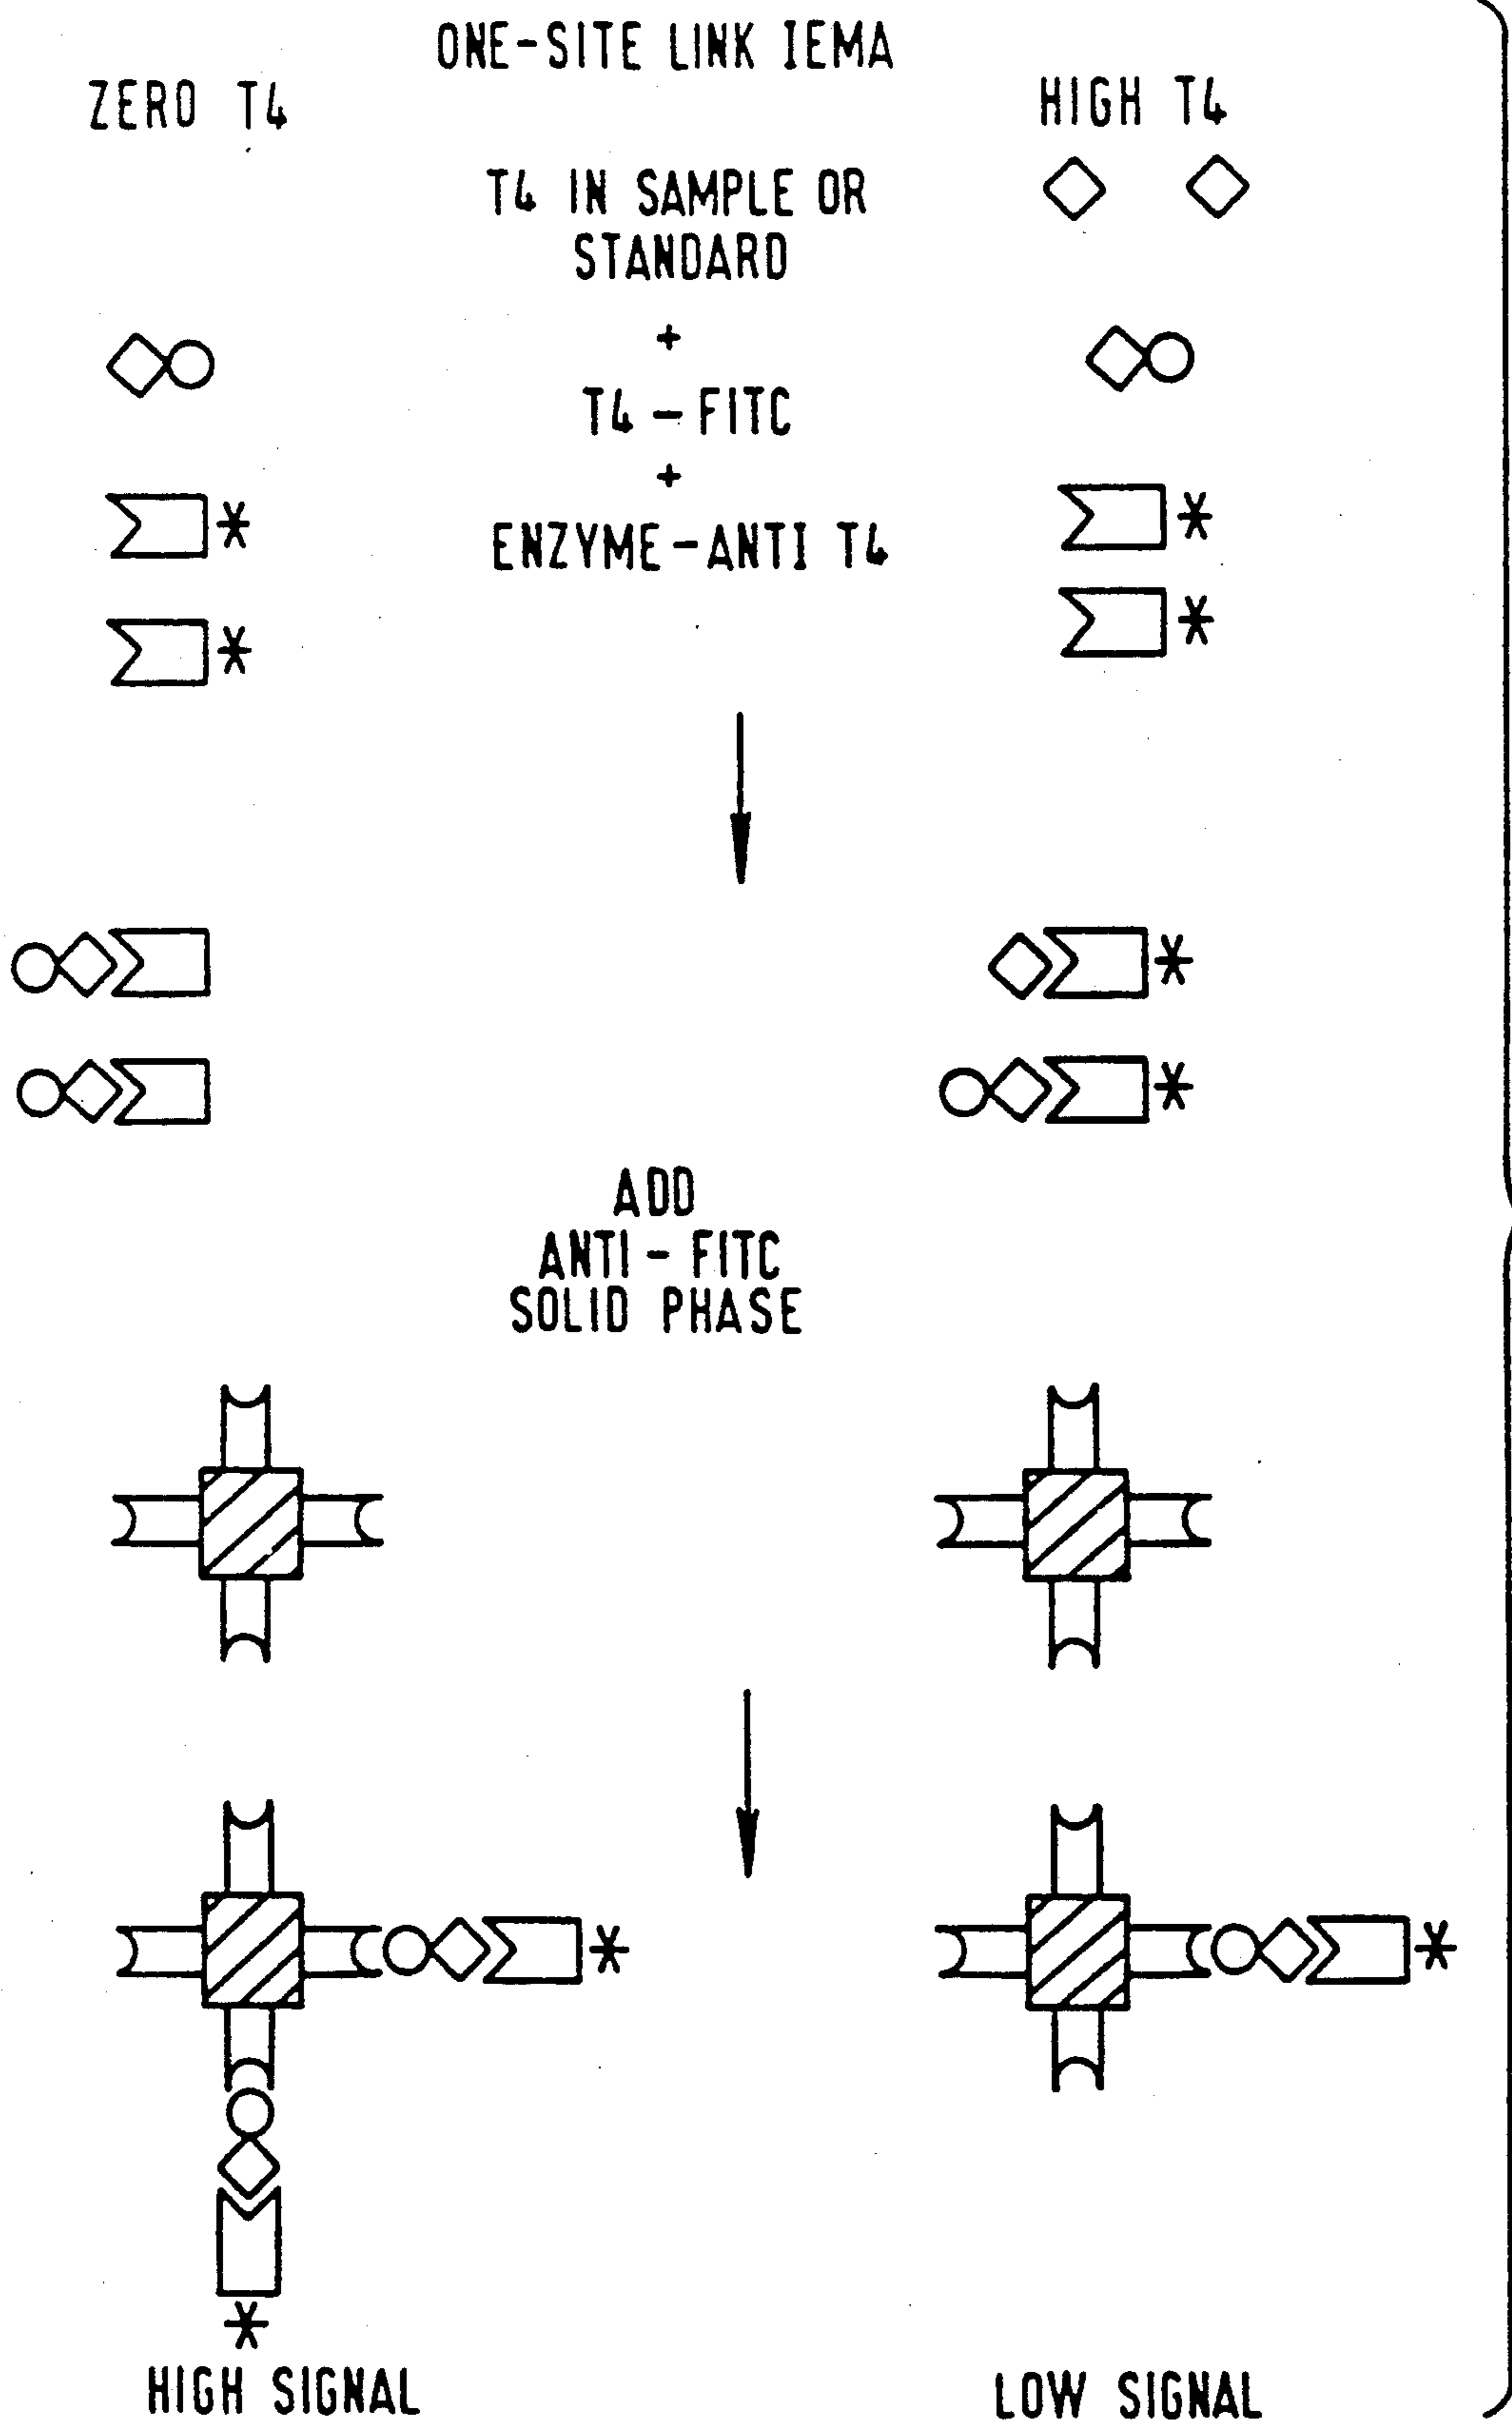 ONE-SITE LINK IEMA
ZERO T4
HIGH T4
T4 IN SAMPLE OR
STANDARD
+
T4-FITC
+
ENZYME-ANTI T4
*
*
*
*
*
*
ADD
ANTI-FITC
SOLID PHASE
*
*
*
HIGH SIGNAL
LOW SIGNAL